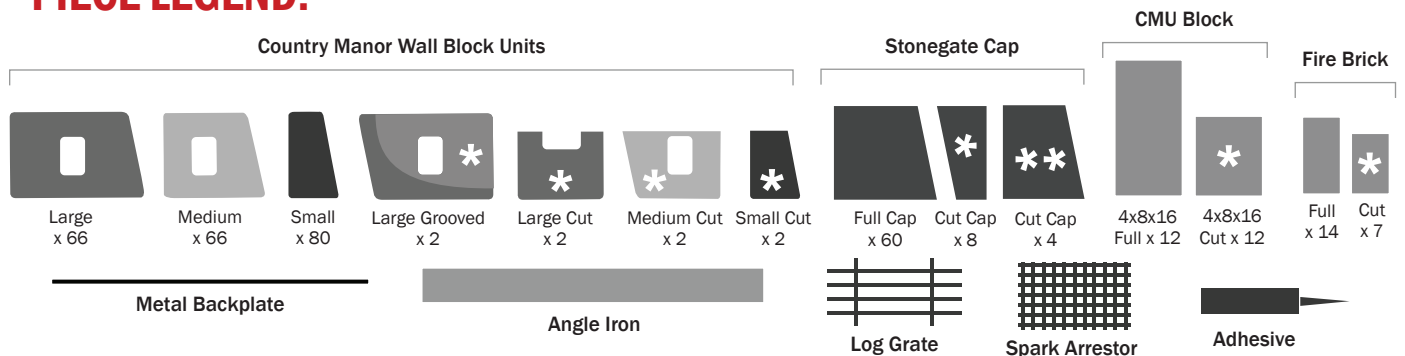 PIECE LEGEND:
Country Manor Wall Block Units
Stonegate Cap
CMU Block
Fire Brick
Large
x 66
Medium
x 66
Small
x 80
Large Grooved
x 2
Large Cut
x 2
Medium Cut
x 2
Small Cut
x 2
Full Cap
x 60
Cut Cap
x 8
Cut Cap
x 4
4x8x16
Full x 12
4x8x16
Cut x 12
Full
x 14
Cut
x 7
*
*
*
*
*
**
*
*
Metal Backplate
Angle Iron
Log Grate
Spark Arrestor
Adhesive